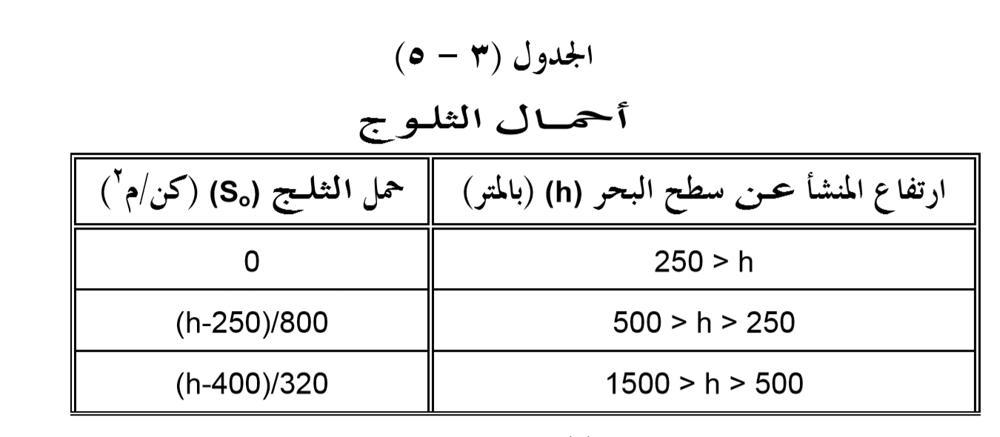 الجدول (٣ – ٥)
أحمال الثلوج
ارتفاع المنشأ عن سطح البحر (h) (بالمتر) حمل الثلج (So) (كن/م٢)
250 > h 0
500 > h > 250 (h-250)/800
1500 > h > 500 (h-400)/320